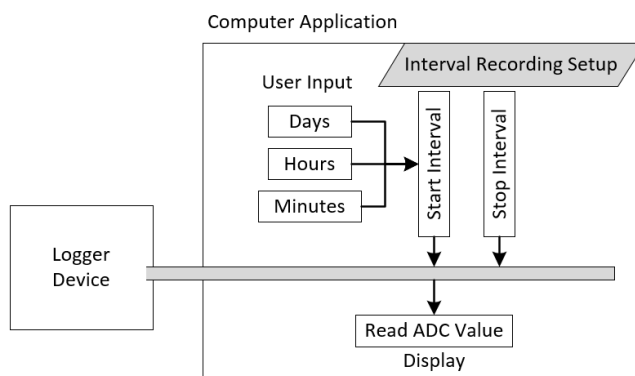 Computer Application
Interval Recording Setup
User Input
Days
Hours
Minutes
Start Interval
Stop Interval
Logger
Device
Read ADC Value
Display